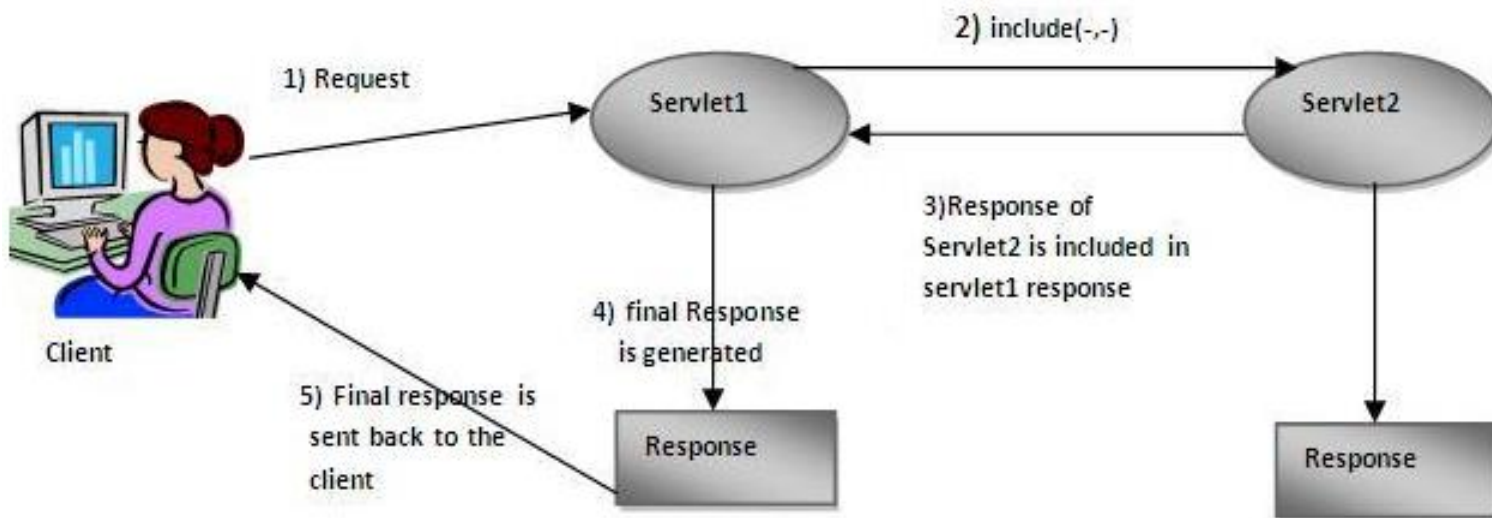 2) include(-,-)
1) Request
Servlet1
Servlet2
3)Response of
Servlet2 is included in
servlet1 response
4) final Response
is generated
Client
5) Final response is
sent back to the
client
Response
Response